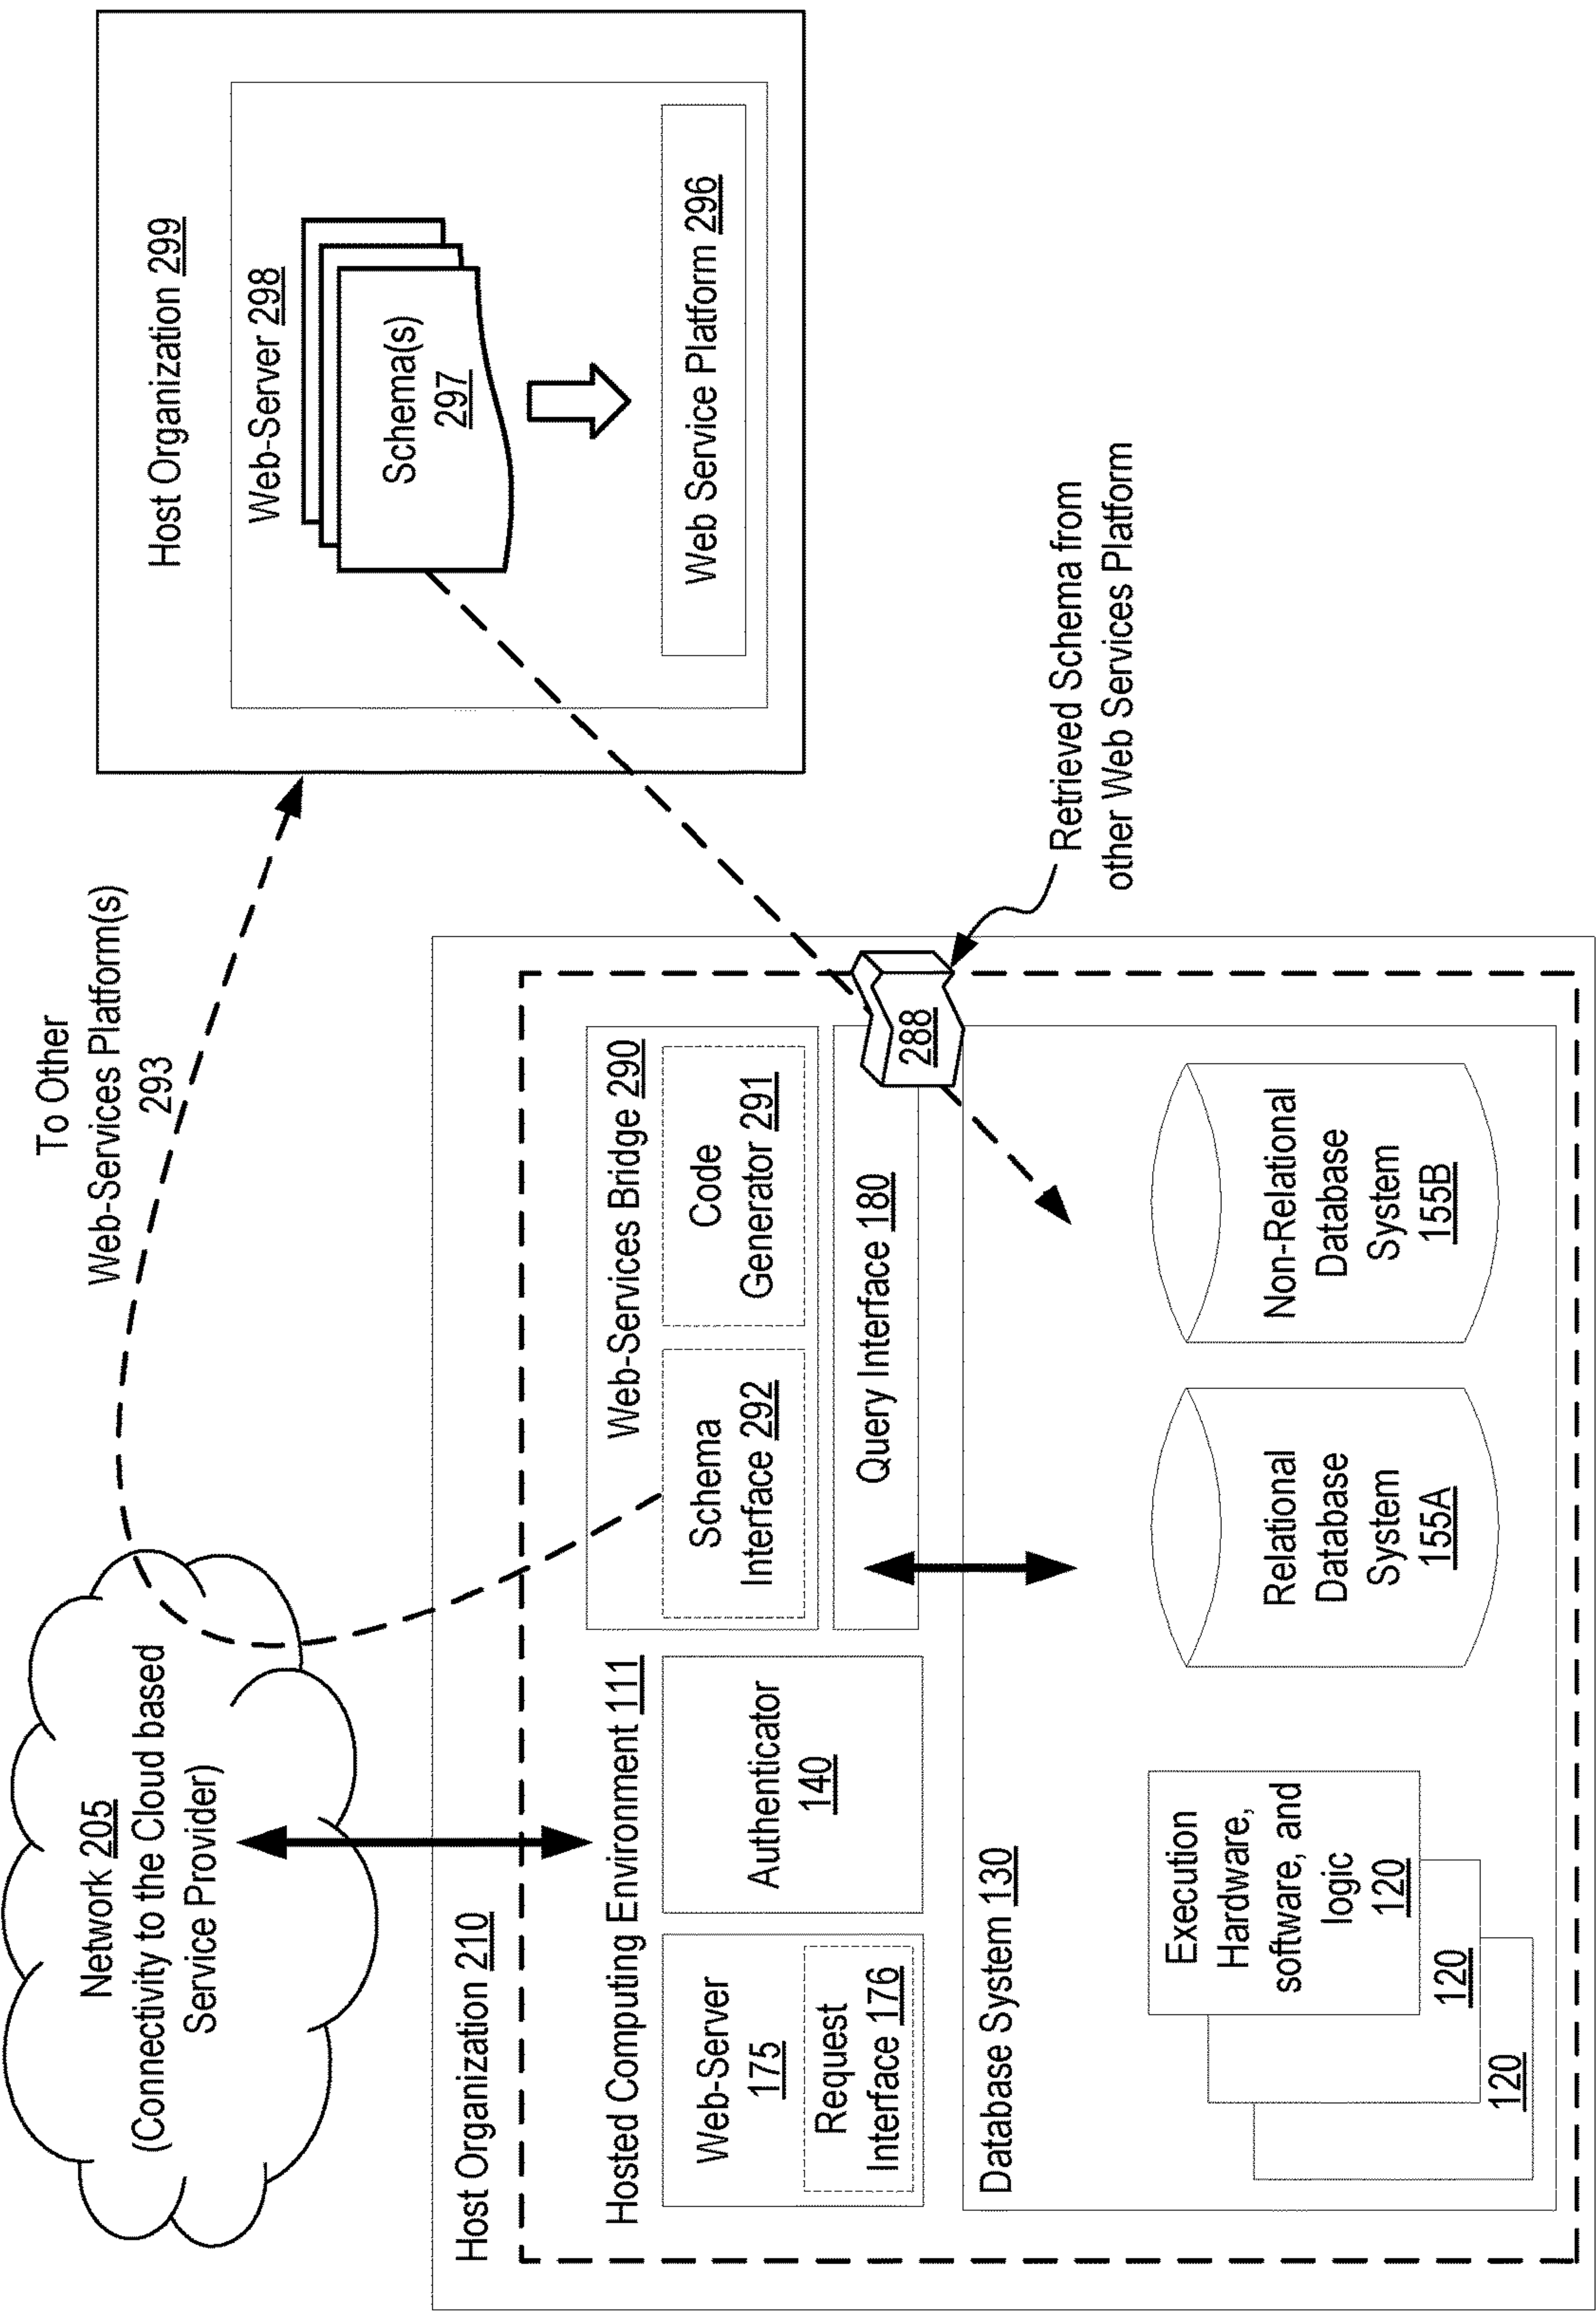 Network 205
(Connectivity to the Cloud based
Service Provider)
To Other
Web-Services Platform(s)
293
Host Organization 299
Web-Server 298
Schema(s)
297
Web Service Platform 296
Host Organization 210
Hosted Computing Environment 111
Web-Server
175
Request
Interface 176
Authenticator
140
Web-Services Bridge 290
Schema
Interface 292
Code
Generator 291
Query Interface 180
288
Retrieved Schema from
other Web Services Platform
Database System 130
Execution
Hardware,
software, and
logic
120
120
120
Relational
Database
System
155A
Non-Relational
Database
System
155B